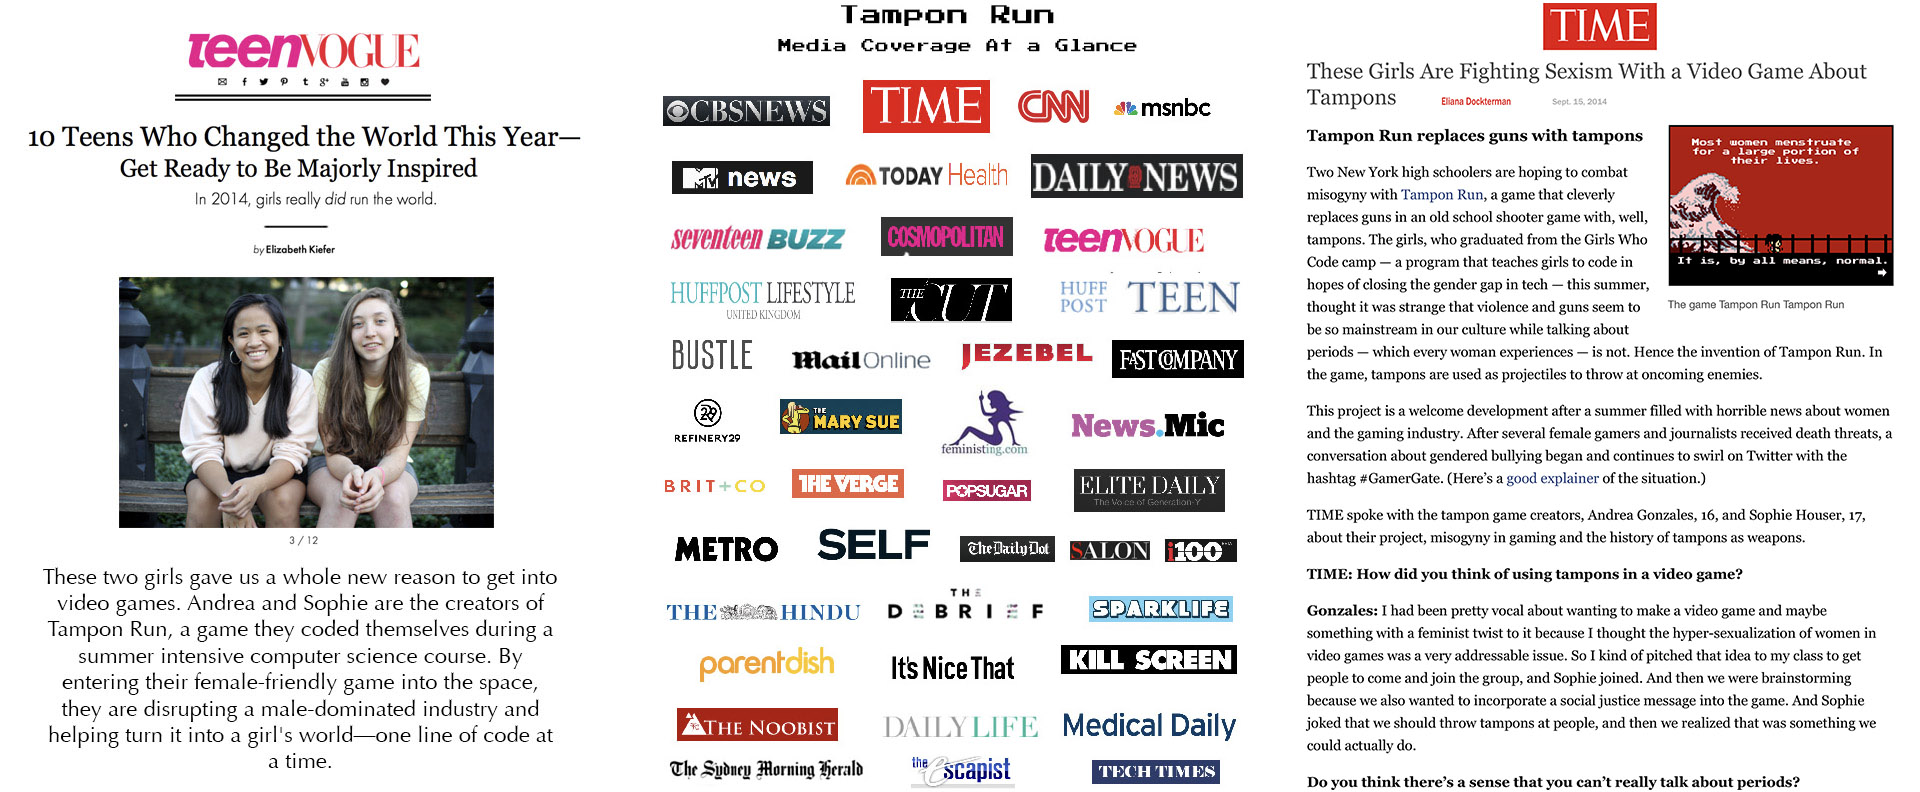 teenVOGUE
10 Teens Who Changed the World This Year—
Get Ready to Be Majorly Inspired
In 2014, girls really did run the world.
by Elizabeth Kiefer
3 / 12
These two girls gave us a whole new reason to get into
video games. Andrea and Sophie are the creators of
Tampon Run, a game they coded themselves during a
summer intensive computer science course. By
entering their female-friendly game into the space,
they are disrupting a male-dominated industry and
helping turn it into a girl's world—one line of code at
a time.
Tampon Run
Media Coverage At a Glance
CBSNEWS TIME CNN msnbc
MTV news TODAY Health DAILY NEWS
seventeen BUZZ COSMOPOLITAN teenVOGUE
HUFFPOST LIFESTYLE
UNITED KINGDOM
THE CUT
HUFF
POST TEEN
BUSTLE Mail Online JEZEBEL FAST COMPANY
29
REFINERY29
THE
MARY SUE
feministing.com
News.Mic
BRIT+CO THE VERGE POPSUGAR
ELITE DAILY
The Voice of Generation-Y
METRO SELF The Daily Dot SALON i100
BETA
THE HINDU
THE
DEBRIEF
SPARKLIFE
parentdish It's Nice That KILL SCREEN
THE NOOBIST DAILY LIFE Medical Daily
The Sydney Morning Herald the escapist TECH TIMES
TIME
These Girls Are Fighting Sexism With a Video Game About
Tampons Eliana Dockterman Sept. 15, 2014
Tampon Run replaces guns with tampons
Two New York high schoolers are hoping to combat
misogyny with Tampon Run, a game that cleverly
replaces guns in an old school shooter game with, well,
tampons. The girls, who graduated from the Girls Who
Code camp — a program that teaches girls to code in
hopes of closing the gender gap in tech — this summer,
thought it was strange that violence and guns seem to
be so mainstream in our culture while talking about
periods — which every woman experiences — is not. Hence the invention of Tampon Run. In
the game, tampons are used as projectiles to throw at oncoming enemies.
Most women menstruate
for a large portion of
their lives.
It is, by all means, normal.
The game Tampon Run Tampon Run
This project is a welcome development after a summer filled with horrible news about women
and the gaming industry. After several female gamers and journalists received death threats, a
conversation about gendered bullying began and continues to swirl on Twitter with the
hashtag #GamerGate. (Here's a good explainer of the situation.)
TIME spoke with the tampon game creators, Andrea Gonzales, 16, and Sophie Houser, 17,
about their project, misogyny in gaming and the history of tampons as weapons.
TIME: How did you think of using tampons in a video game?
Gonzales: I had been pretty vocal about wanting to make a video game and maybe
something with a feminist twist to it because I thought the hyper-sexualization of women in
video games was a very addressable issue. So I kind of pitched that idea to my class to get
people to come and join the group, and Sophie joined. And then we were brainstorming
because we also wanted to incorporate a social justice message into the game. And Sophie
joked that we should throw tampons at people, and then we realized that was something we
could actually do.
Do you think there's a sense that you can't really talk about periods?